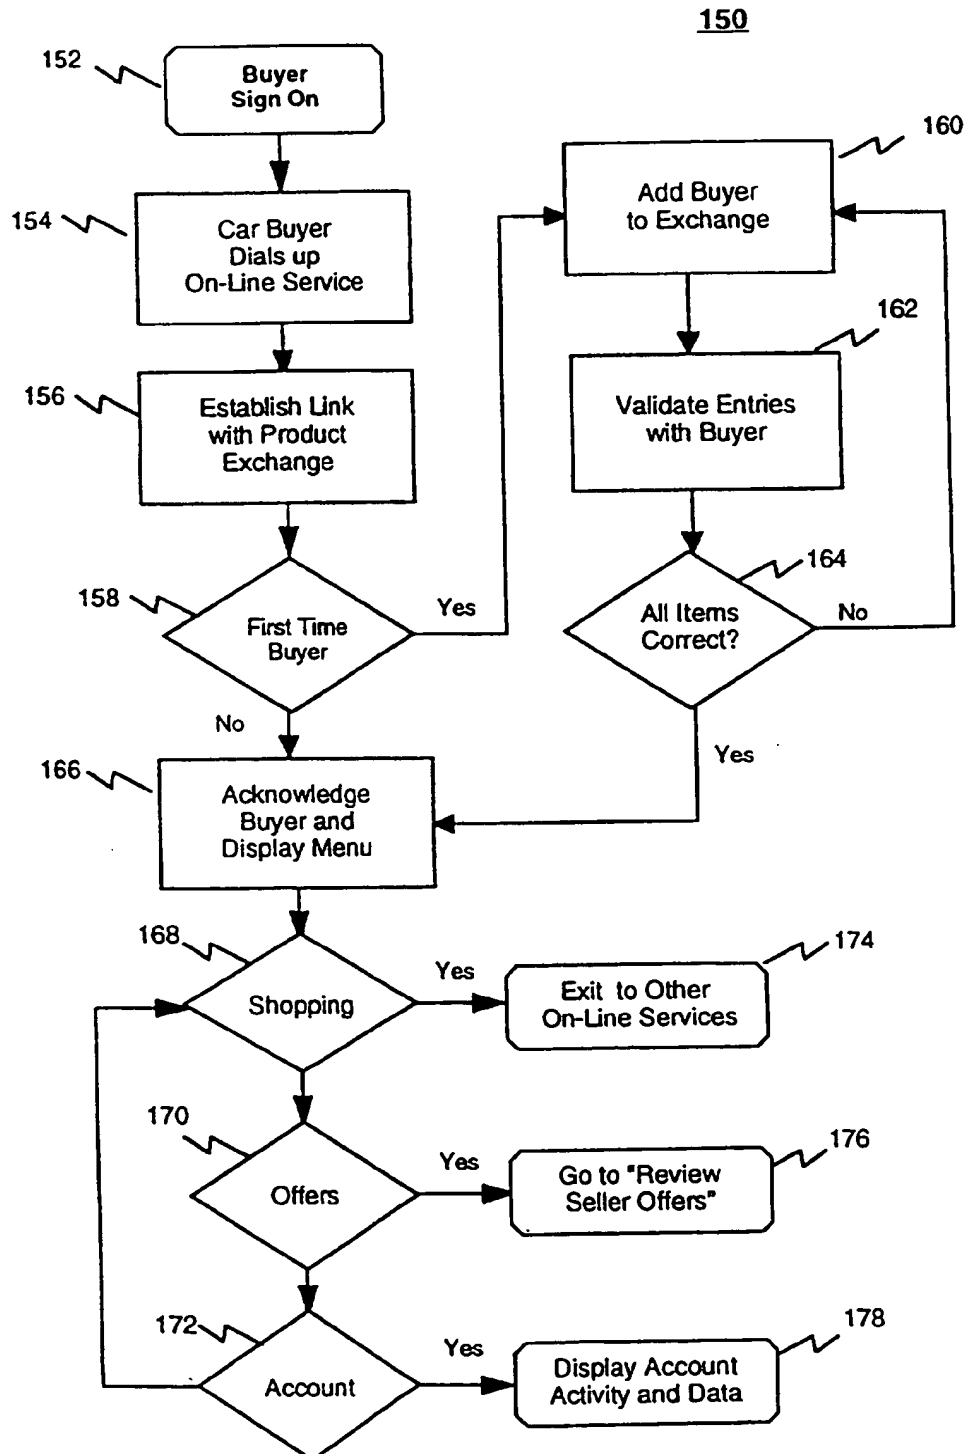 150
152
Buyer
Sign On
160
Add Buyer
to Exchange
154
Car Buyer
Dials up
On-Line Service
162
156
Establish Link
with Product
Exchange
Validate Entries
with Buyer
164
158
First Time
Buyer
Yes
All Items
Correct?
No
No
Yes
166
Acknowledge
Buyer and
Display Menu
168
Shopping
Yes
174
Exit to Other
On-Line Services
170
Offers
Yes
176
Go to "Review
Seller Offers"
172
Account
Yes
178
Display Account
Activity and Data